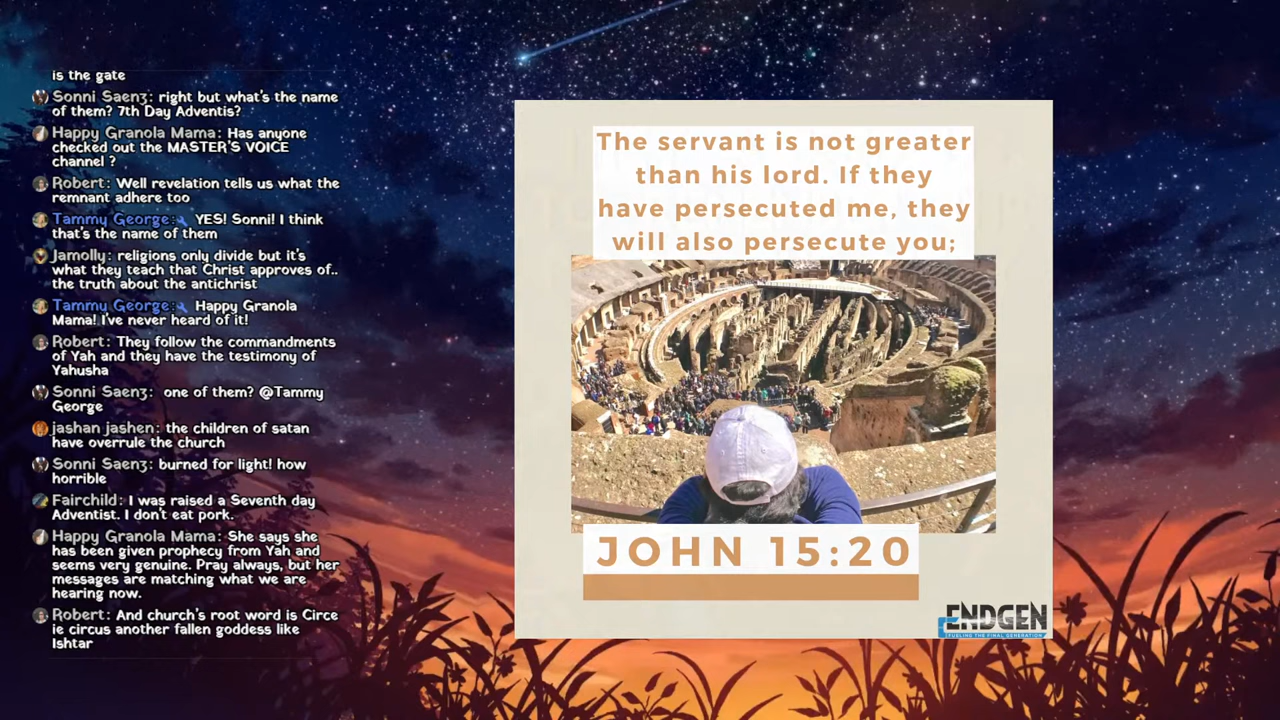 is the gate
Sonni Saenz: right but what's the name
of them? 7th Day Adventis?
Happy Granola Mama: Has anyone
checked out the MASTER'S VOICE
channel ?
Robert: Well revelation tells us what the
remnant adhere too
Tammy George: YES! Sonni! I think
that's the name of them
Jamolly: religions only divide but it's
what they teach that Christ approves of..
the truth about the antichrist
Tammy George: Happy Granola
Mama! I've never heard of it!
Robert: They follow the commandments
of Yah and they have the testimony of
Yahusha
Sonni Saenz: one of them? @Tammy
George
jashan jashen: the children of satan
have overrule the church
Sonni Saenz: burned for light! how
horrible
Fairchild: I was raised a Seventh day
Adventist. I don't eat pork.
Happy Granola Mama: She says she
has been given prophecy from Yah and
seems very genuine. Pray always, but her
messages are matching what we are
hearing now.
Robert: And church's root word is Circe
ie circus another fallen goddess like
Ishtar
The servant is not greater
than his lord. If they
have persecuted me, they
will also persecute you;
JOHN 15:20
ENDGEN
FUELING THE FINAL GENERATION